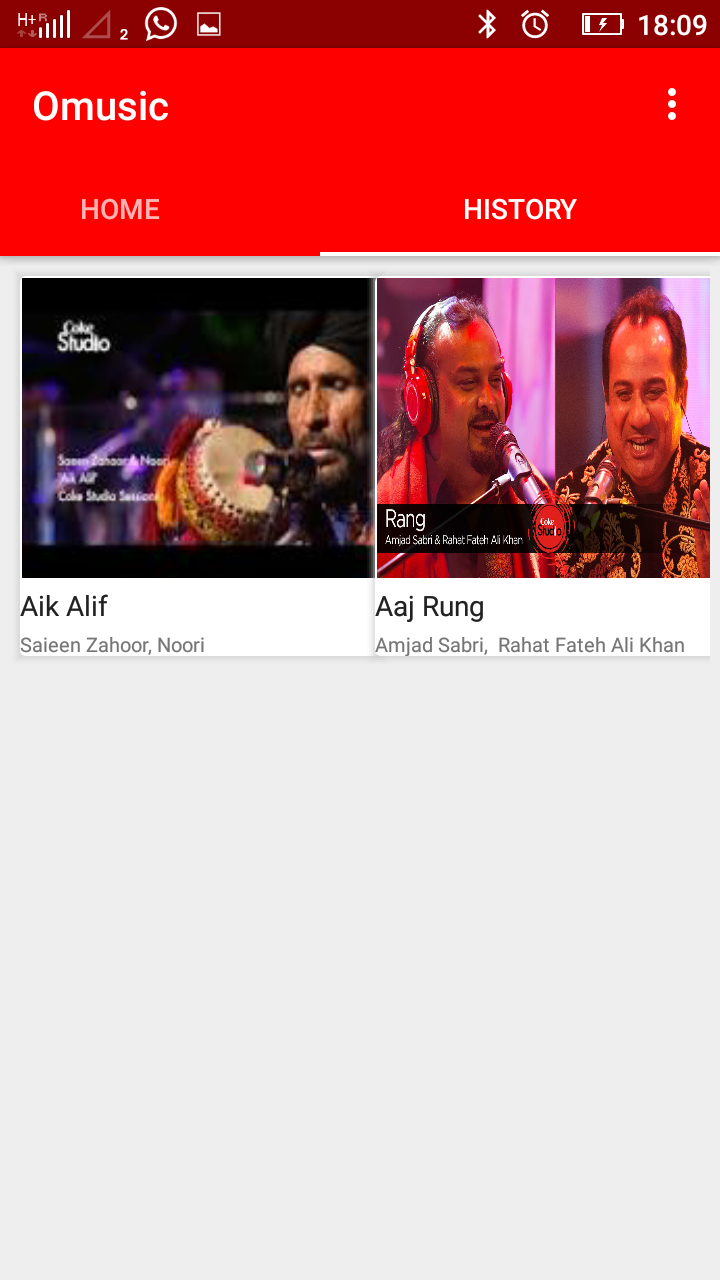 H+ R
2
18:09
Omusic
HOME
HISTORY
Coke
Studio
Saieen Zahoor & Noori
'Aik Alif'
Coke Studio Sessions
Rang
Amjad Sabri & Rahat Fateh Ali Khan
Coke
Studio
Aik Alif
Saieen Zahoor, Noori
Aaj Rung
Amjad Sabri,  Rahat Fateh Ali Khan